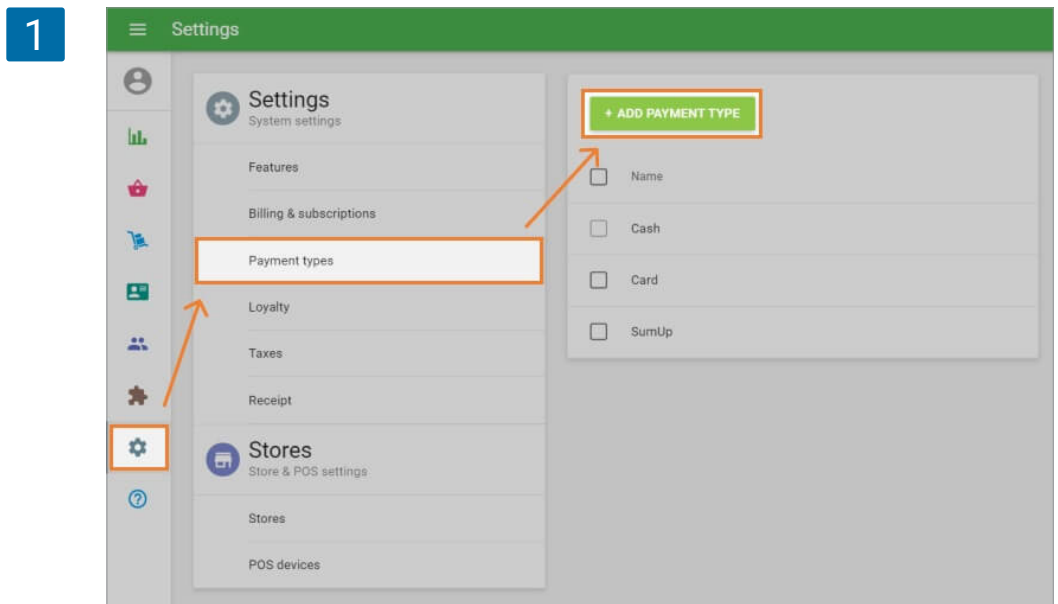 1
Settings
Settings
System settings
Features
Billing & subscriptions
Payment types
Loyalty
Taxes
Receipt
Stores
Store & POS settings
Stores
POS devices
+ ADD PAYMENT TYPE
Name
Cash
Card
SumUp